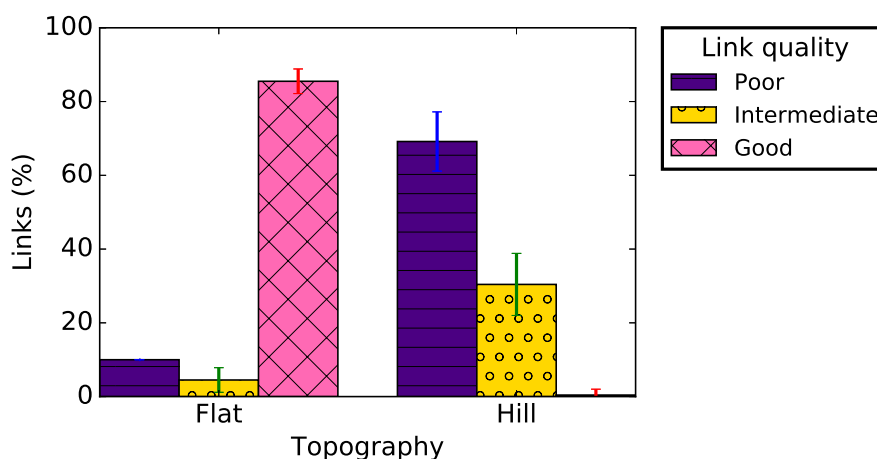 100
80
60
40
20
0
Links (%)
Flat
Hill
Topography
Link quality
Poor
Intermediate
Good